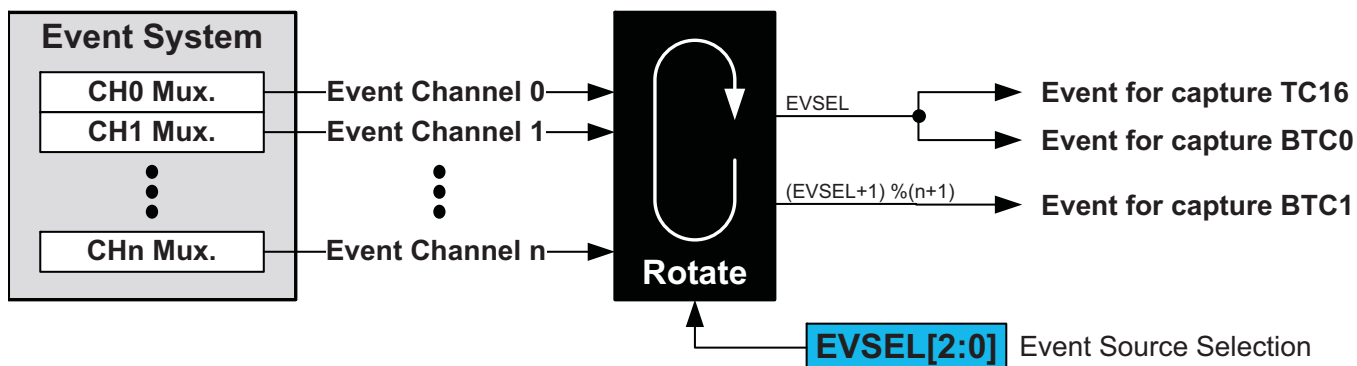 Event System
CH0 Mux.
CH1 Mux.
CHn Mux.
Event Channel 0
Event Channel 1
Event Channel n
Rotate
EVSEL
(EVSEL+1) %(n+1)
Event for capture TC16
Event for capture BTC0
Event for capture BTC1
EVSEL[2:0] Event Source Selection